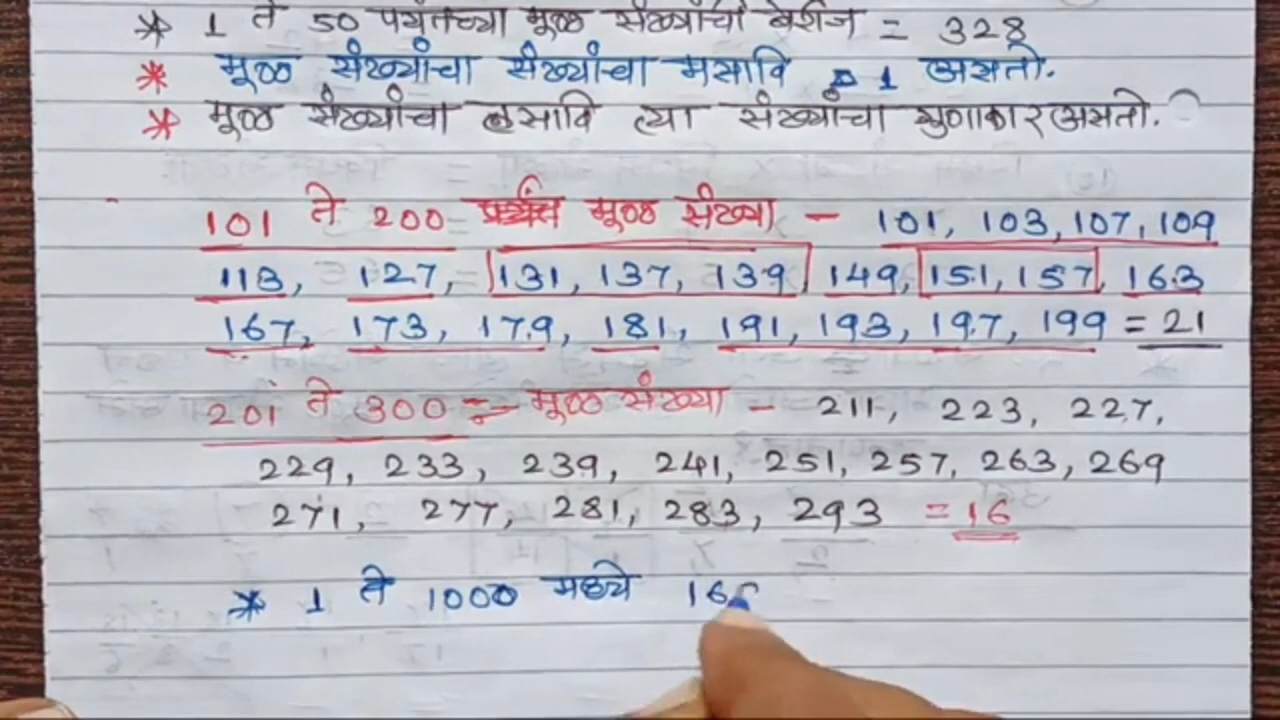 * 1 ते 50 पर्यंतच्या मूळ संख्यांची बेरीज = 328
* मूळ संख्यांचा संख्यांचा मसावि 1 असतो.
* मूळ संख्यांचा लसावि त्या संख्यांचा गुणाकार असतो.
101 ते 200 पर्यंत मूळ संख्या - 101, 103, 107, 109
113, 127, 131, 137, 139, 149, 151, 157, 163
167, 173, 179, 181, 191, 193, 197, 199 = 21
201 ते 300 = मूळ संख्या - 211, 223, 227,
229, 233, 239, 241, 251, 257, 263, 269
271, 277, 281, 283, 293 = 16
* 1 ते 1000 मध्ये 16